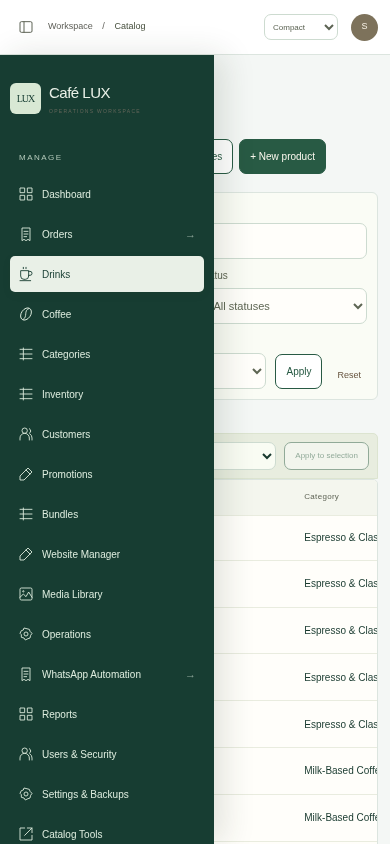 Workspace / Catalog
Compact
S
LUX
Café LUX
OPERATIONS WORKSPACE
MANAGE
Dashboard
Orders →
Drinks
Coffee
Categories
Inventory
Customers
Promotions
Bundles
Website Manager
Media Library
Operations
WhatsApp Automation →
Reports
Users & Security
Settings & Backups
Catalog Tools
+ New product
All statuses
Apply
Reset
Apply to selection
Category
Espresso & Clas
Espresso & Clas
Espresso & Clas
Espresso & Clas
Espresso & Clas
Milk-Based Coffe
Milk-Based Coffe